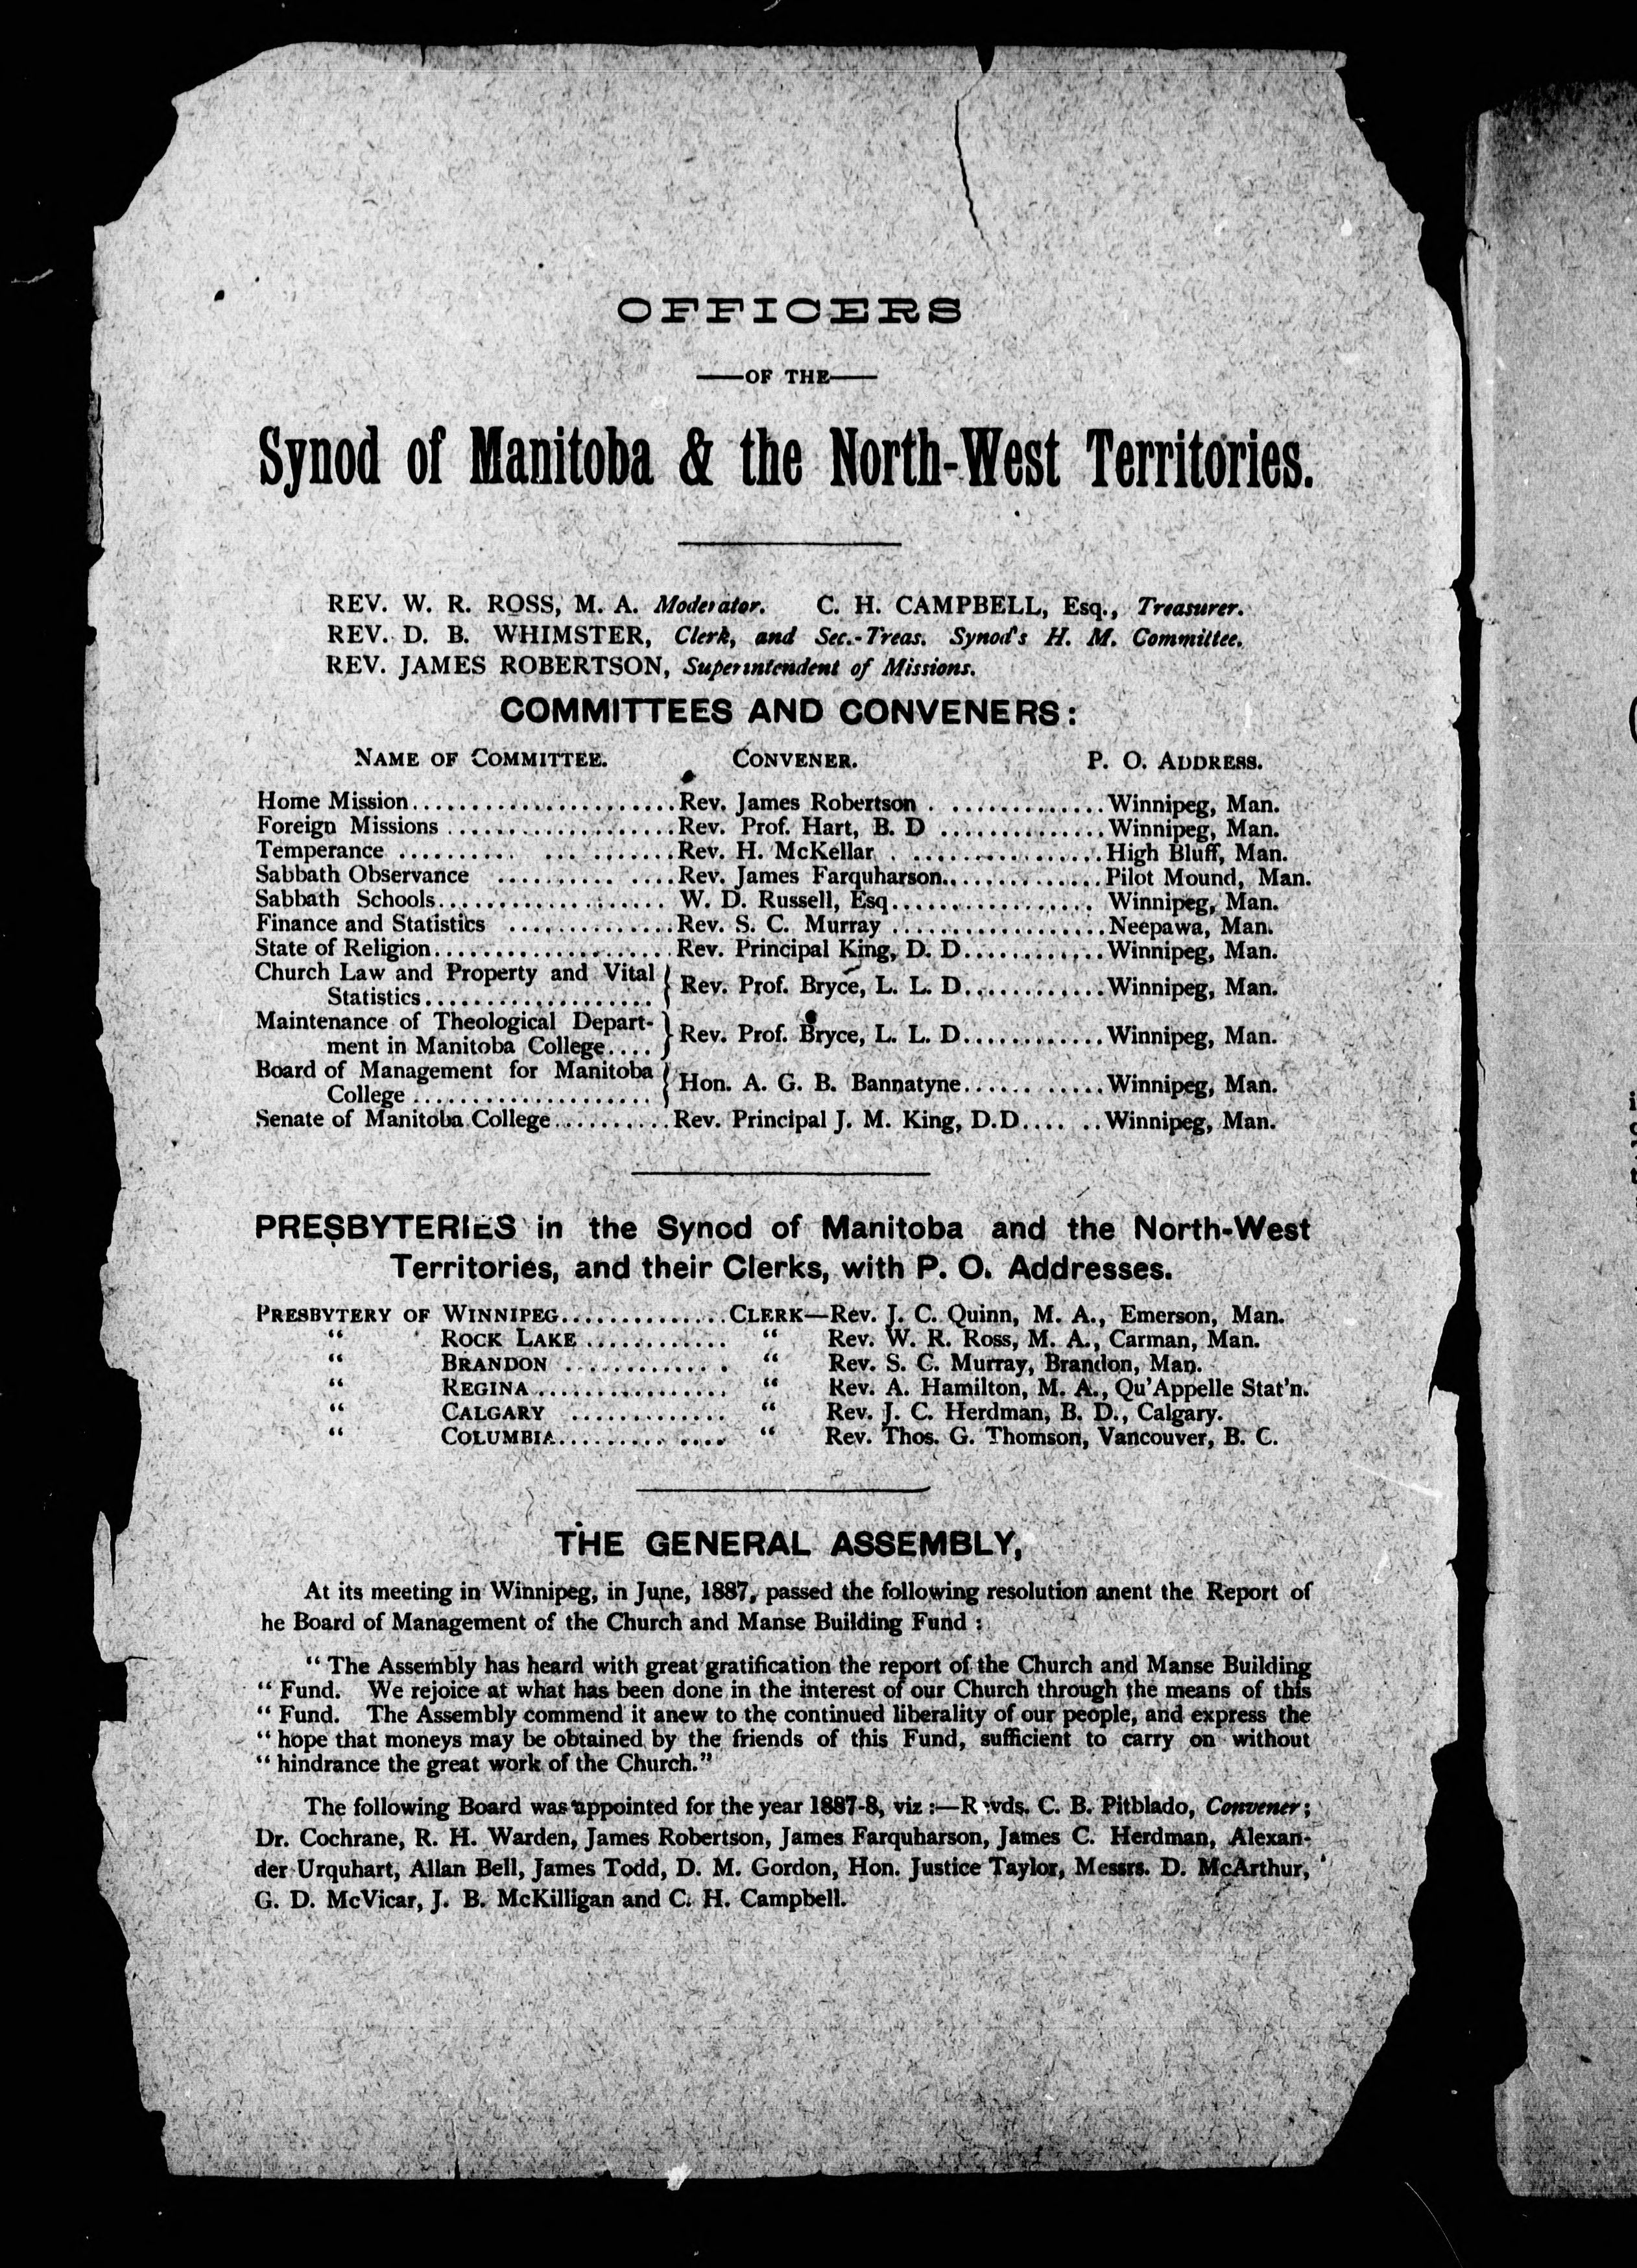 OFFICERS
——OF THE——
Synod of Manitoba & the North-West Territories.
REV. W. R. ROSS, M. A. Moderator. C. H. CAMPBELL, Esq., Treasurer.
REV. D. B. WHIMSTER, Clerk, and Sec.-Treas. Synod's H. M. Committee.
REV. JAMES ROBERTSON, Superintendent of Missions.
COMMITTEES AND CONVENERS:
NAME OF COMMITTEE. CONVENER. P. O. ADDRESS.
Home Mission......................Rev. James Robertson . .............Winnipeg, Man.
Foreign Missions ...................Rev. Prof. Hart, B. D ..............Winnipeg, Man.
Temperance .......... ... .......Rev. H. McKellar . ................High Bluff, Man.
Sabbath Observance .......... ....Rev. James Farquharson..............Pilot Mound, Man.
Sabbath Schools................... W. D. Russell, Esq................. Winnipeg, Man.
Finance and Statistics ..............Rev. S. C. Murray ..................Neepawa, Man.
State of Religion....................Rev. Principal King, D. D............Winnipeg, Man.
Church Law and Property and Vital
Statistics................... } Rev. Prof. Bryce, L. L. D............Winnipeg, Man.
Maintenance of Theological Depart-
ment in Manitoba College.... } Rev. Prof. Bryce, L. L. D............Winnipeg, Man.
Board of Management for Manitoba
College .................... { Hon. A. G. B. Bannatyne............Winnipeg, Man.
Senate of Manitoba College..........Rev. Principal J. M. King, D.D.... ..Winnipeg, Man.
PRESBYTERIES in the Synod of Manitoba and the North-West
Territories, and their Clerks, with P. O. Addresses.
PRESBYTERY OF WINNIPEG..............CLERK—Rev. J. C. Quinn, M. A., Emerson, Man.
“ ROCK LAKE ............ “ Rev. W. R. Ross, M. A., Carman, Man.
“ BRANDON .............. “ Rev. S. C. Murray, Brandon, Man.
“ REGINA................ “ Rev. A. Hamilton, M. A., Qu'Appelle Stat'n.
“ CALGARY ............. “ Rev. J. C. Herdman, B. D., Calgary.
“ COLUMBIA.......... .... “ Rev. Thos. G. Thomson, Vancouver, B. C.
THE GENERAL ASSEMBLY,
At its meeting in Winnipeg, in June, 1887, passed the following resolution anent the Report of
he Board of Management of the Church and Manse Building Fund :
“ The Assembly has heard with great gratification the report of the Church and Manse Building
“ Fund. We rejoice at what has been done in the interest of our Church through the means of this
“ Fund. The Assembly commend it anew to the continued liberality of our people, and express the
“ hope that moneys may be obtained by the friends of this Fund, sufficient to carry on without
“ hindrance the great work of the Church.”
The following Board was appointed for the year 1887-8, viz :—R vds. C. B. Pitblado, Convener;
Dr. Cochrane, R. H. Warden, James Robertson, James Farquharson, James C. Herdman, Alexan-
der Urquhart, Allan Bell, James Todd, D. M. Gordon, Hon. Justice Taylor, Messrs. D. McArthur,
G. D. McVicar, J. B. McKilligan and C. H. Campbell.